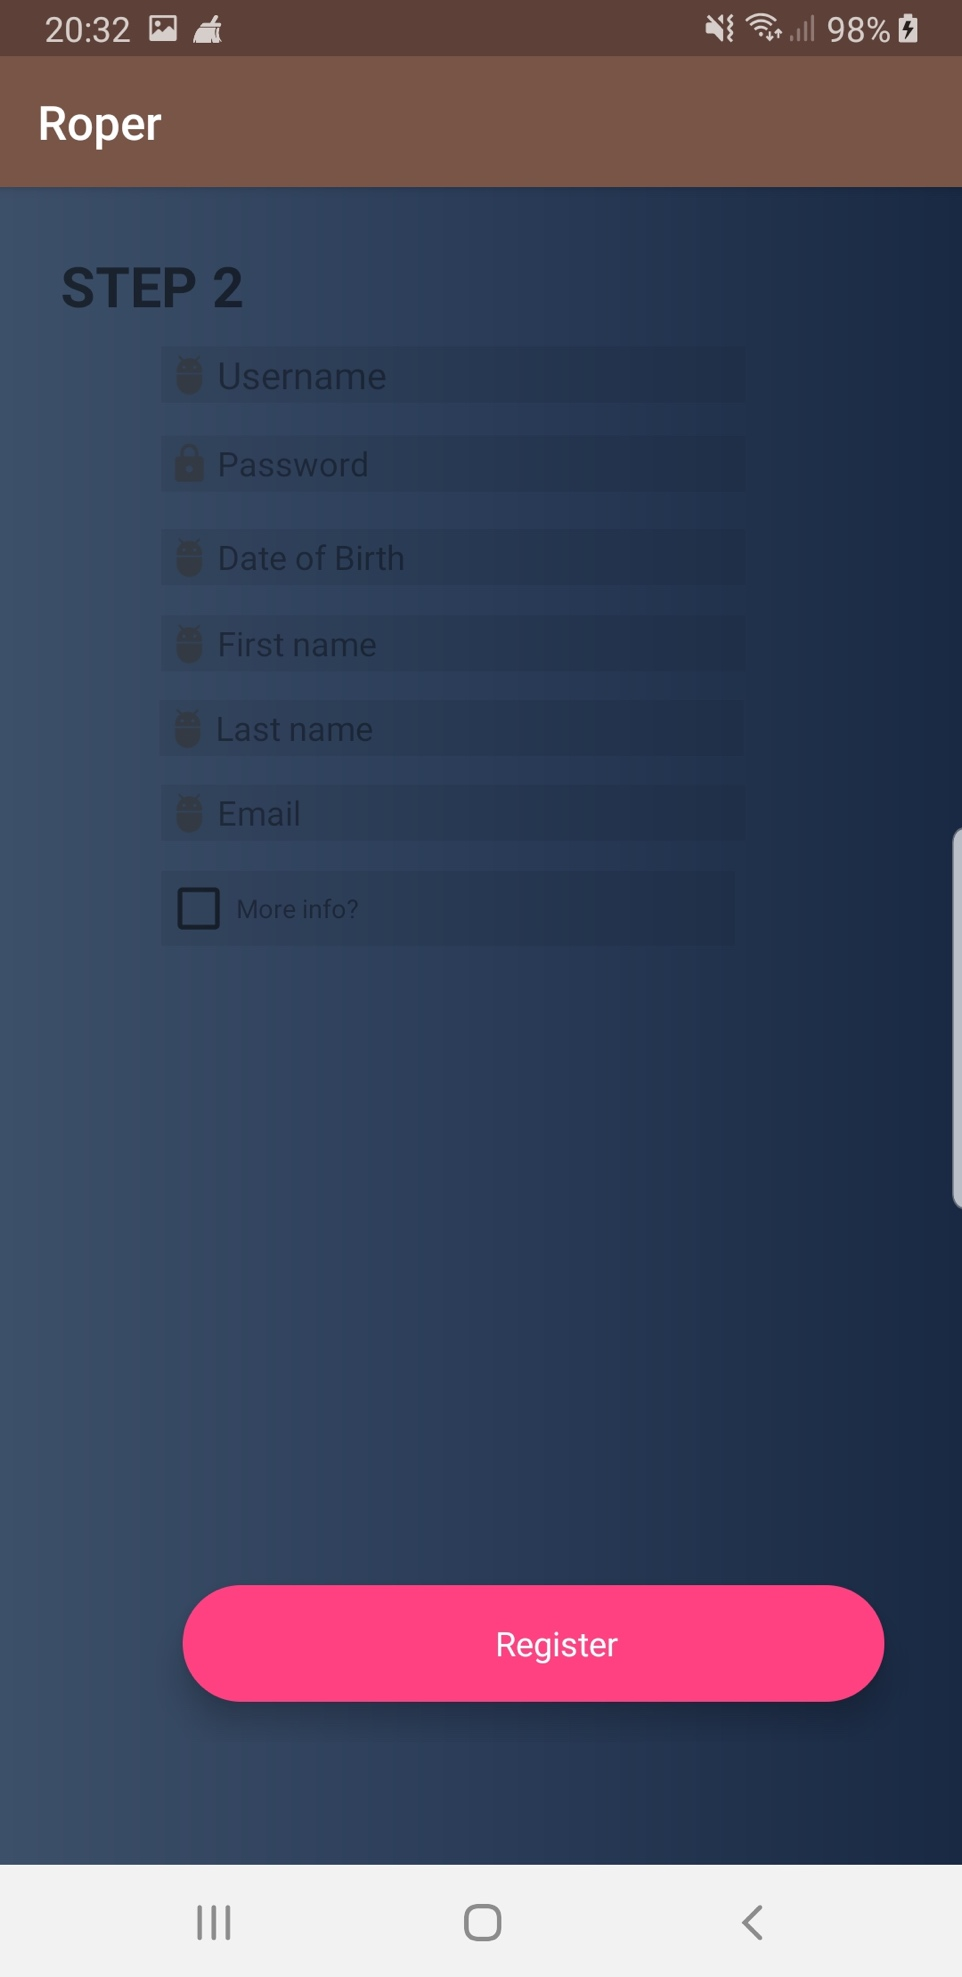 20:32 98%
Roper
STEP 2
Username
Password
Date of Birth
First name
Last name
Email
More info?
Register